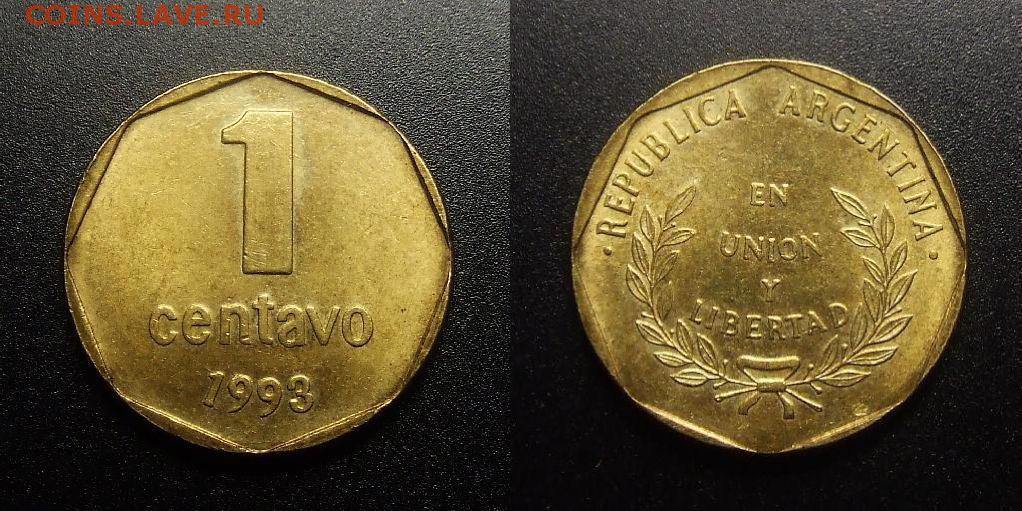 COINS.LAVE.RU
1
centavo
1993
· REPUBLICA ARGENTINA ·
EN
UNION
Y
LIBERTAD